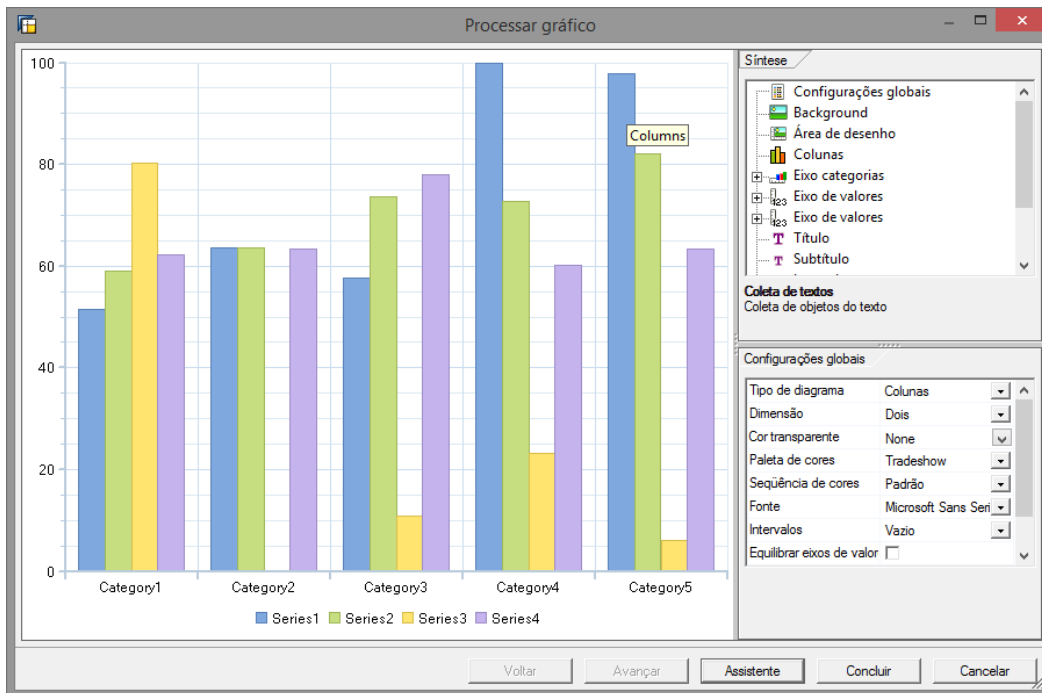 Processar gráfico
100
80
60
40
20
0
Columns
Category1 Category2 Category3 Category4 Category5
Series1 Series2 Series3 Series4
Síntese
Configurações globais
Background
Área de desenho
Colunas
Eixo categorias
123 Eixo de valores
123 Eixo de valores
T Título
T Subtítulo
Coleta de textos
Coleta de objetos do texto
Configurações globais
Tipo de diagrama Colunas
Dimensão Dois
Cor transparente None
Paleta de cores Tradeshow
Seqüência de cores Padrão
Fonte Microsoft Sans Seri
Intervalos Vazio
Equilibrar eixos de valor
Voltar Avançar Assistente Concluir Cancelar